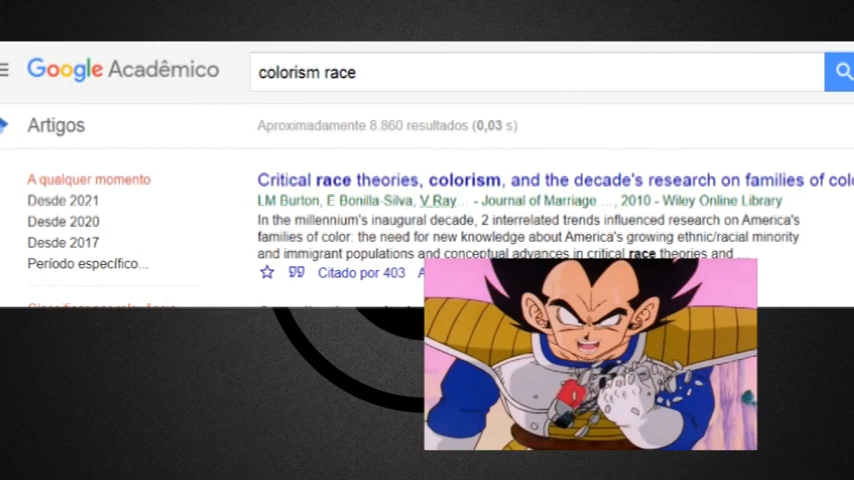 Google Acadêmico
colorism race
Artigos
Aproximadamente 8.860 resultados (0,03 s)
A qualquer momento
Desde 2021
Desde 2020
Desde 2017
Período específico...
Critical race theories, colorism, and the decade's research on families of colo
LM Burton, E Bonilla-Silva, V Ray... - Journal of Marriage ..., 2010 - Wiley Online Library
In the millennium's inaugural decade, 2 interrelated trends influenced research on America's
families of color: the need for new knowledge about America's growing ethnic/racial minority
and immigrant populations and conceptual advances in critical race theories and ...
Citado por 403